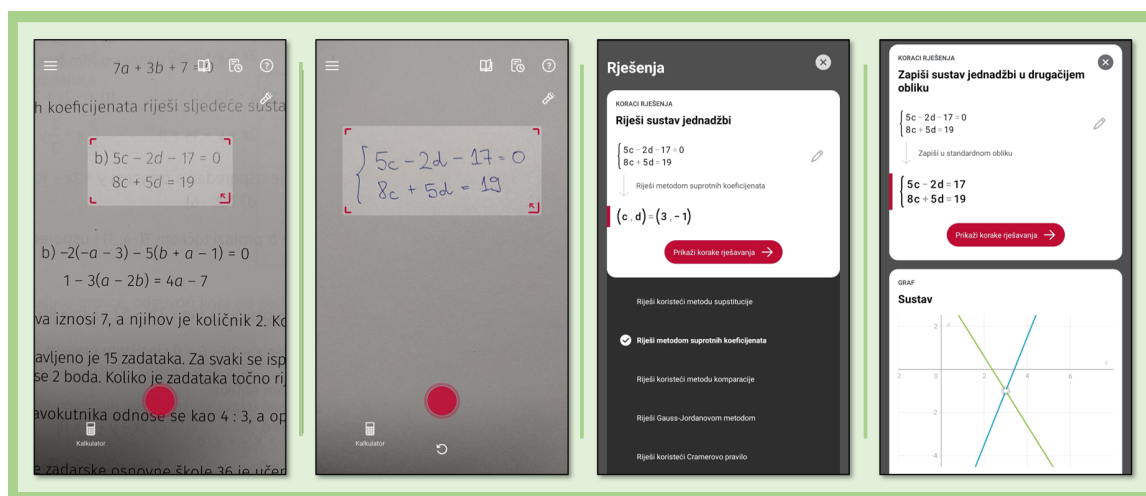 7a + 3b + 7 = 0
h koeficijenata riješi sljedeće susta
b) 5c − 2d − 17 = 0
8c + 5d = 19
b) −2(−a − 3) − 5(b + a − 1) = 0
1 − 3(a − 2b) = 4a − 7
va iznosi 7, a njihov je količnik 2. Ko
avljeno je 15 zadataka. Za svaki se isp
se 2 boda. Koliko je zadataka točno rij
avokutnika odnose se kao 4 : 3, a op
Kalkulator
e zadarske osnovne škole 36 je učen
5c − 2d − 17 = 0
8c + 5d = 19
Kalkulator
Rješenja
KORACI RJEŠENJA
Riješi sustav jednadžbi
5c − 2d − 17 = 0
8c + 5d = 19
Riješi metodom suprotnih koeficijenata
(c , d) = (3 , − 1)
Prikaži korake rješavanja
Riješi koristeći metodu supstitucije
Riješi metodom suprotnih koeficijenata
Riješi koristeći metodu komparacije
Riješi Gauss-Jordanovom metodom
Riješi koristeći Cramerovo pravilo
KORACI RJEŠENJA
Zapiši sustav jednadžbi u drugačijem
obliku
5c − 2d − 17 = 0
8c + 5d = 19
Zapiši u standardnom obliku
5c − 2d = 17
8c + 5d = 19
Prikaži korake rješavanja
GRAF
Sustav
2 d
c
2 0 2 4 6
-4